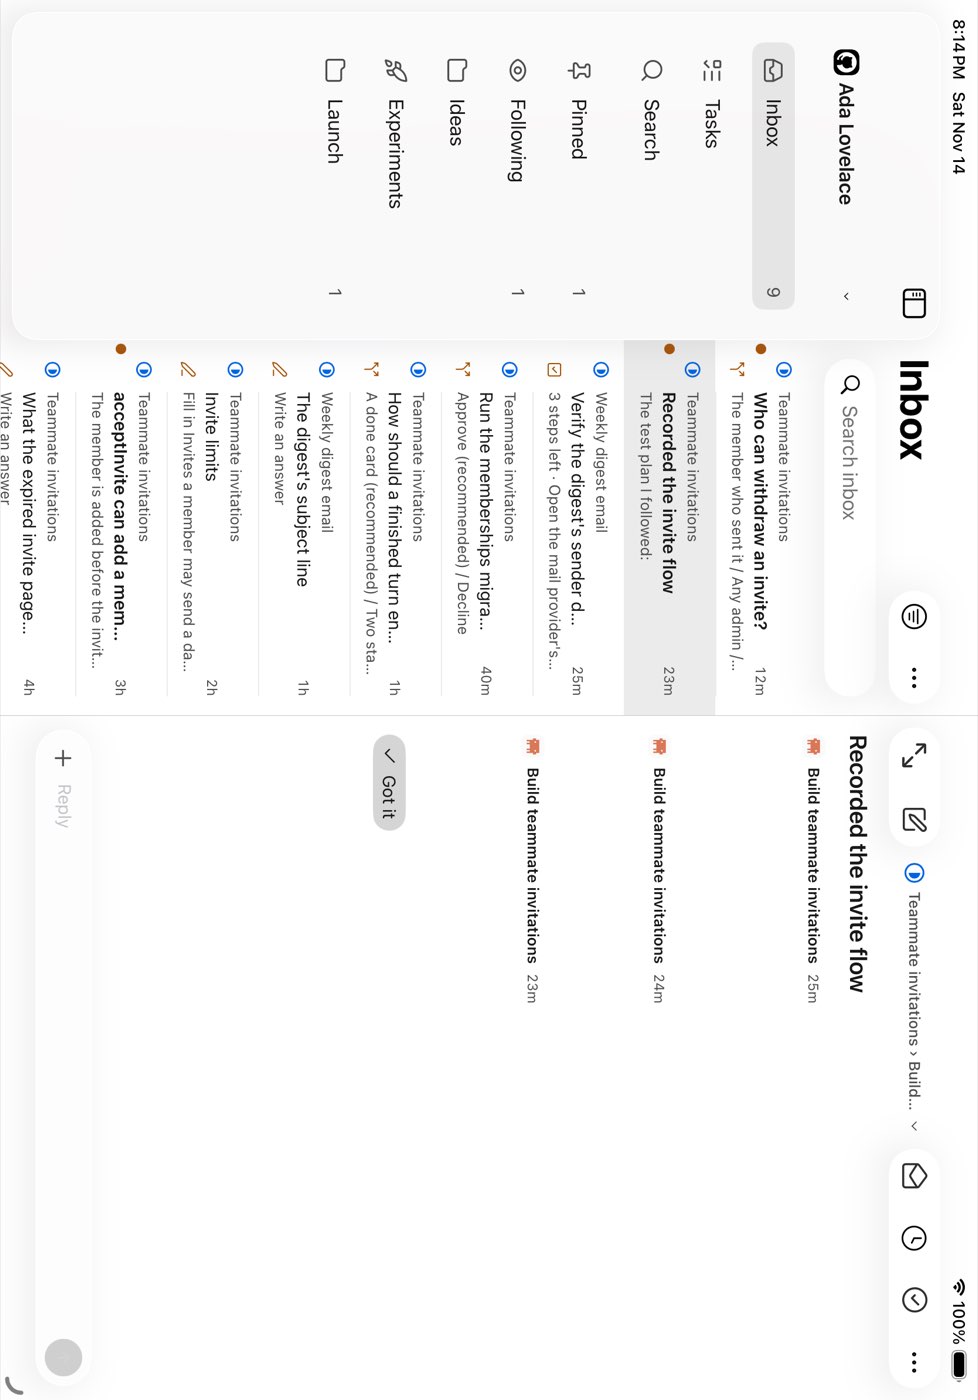 8:14 PM Sat Nov 14
100%
Ada Lovelace
Inbox 9
Tasks
Search
Pinned 1
Following 1
Ideas
Experiments
Launch 1
Inbox
Search inbox
Teammate invitations
Who can withdraw an invite? 12m
The member who sent it / Any admin /...
Teammate invitations
Recorded the invite flow 23m
The test plan I followed:
Weekly digest email
Verify the digest's sender d... 25m
3 steps left · Open the mail provider's...
Teammate invitations
Run the memberships migra... 40m
Approve (recommended) / Decline
Teammate invitations
How should a finished turn en... 1h
A done card (recommended) / Two sta...
Weekly digest email
The digest's subject line 1h
Write an answer
Teammate invitations
Invite limits 2h
Fill in Invites a member may send a da...
Teammate invitations
acceptInvite can add a mem... 3h
The member is added before the invit...
Teammate invitations
What the expired invite page... 4h
Write an answer
Teammate invitations › Build...
Recorded the invite flow
Build teammate invitations 25m
Build teammate invitations 24m
Build teammate invitations 23m
Got it
Reply